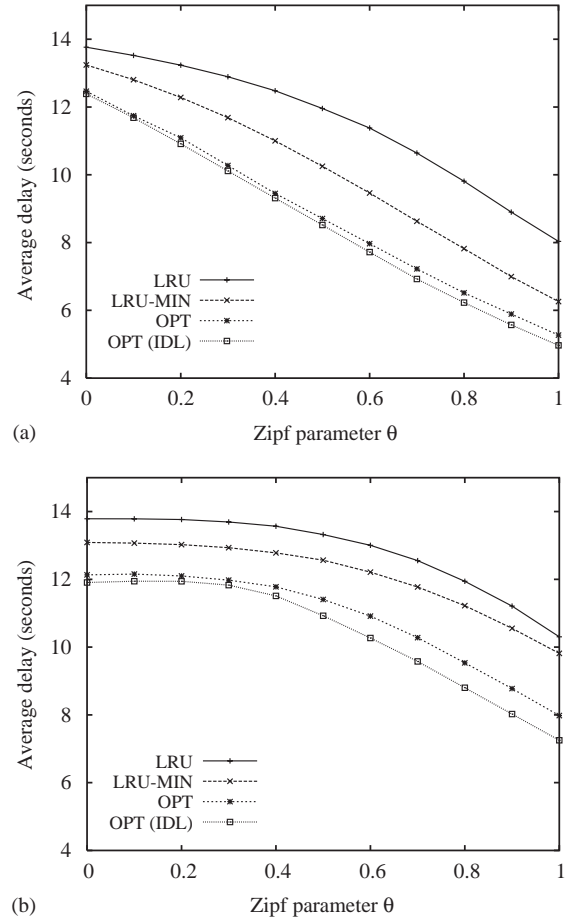 14
12
10
8
6
4
Average delay (seconds)
LRU
LRU-MIN
OPT
OPT (IDL)
0
0.2
0.4
0.6
0.8
1
(a)
Zipf parameter θ
14
12
10
8
6
4
Average delay (seconds)
LRU
LRU-MIN
OPT
OPT (IDL)
0
0.2
0.4
0.6
0.8
1
(b)
Zipf parameter θ